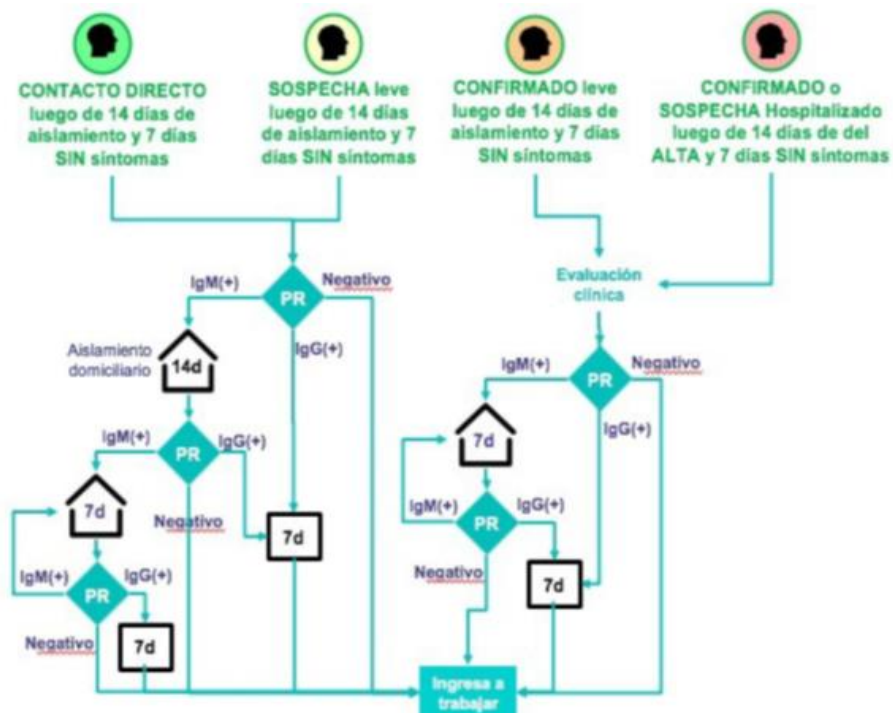 CONTACTO DIRECTO
luego de 14 días de
aislamiento y 7 días
SIN síntomas
SOSPECHA leve
luego de 14 días
de aislamiento y 7
días SIN síntomas
CONFIRMADO leve
luego de 14 días de
aislamiento y 7 días
SIN síntomas
CONFIRMADO o
SOSPECHA Hospitalizado
luego de 14 días de del
ALTA y 7 días SIN síntomas
IgM(+)
PR
Negativo
IgG(+)
Aislamiento
domiciliario
14d
IgM(+)
PR
IgG(+)
Negativo
7d
7d
IgM(+)
PR
IgG(+)
Negativo
7d
Evaluación
clínica
IgM(+)
PR
Negativo
IgG(+)
7d
IgM(+)
PR
IgG(+)
Negativo
7d
Ingresa a
trabajar